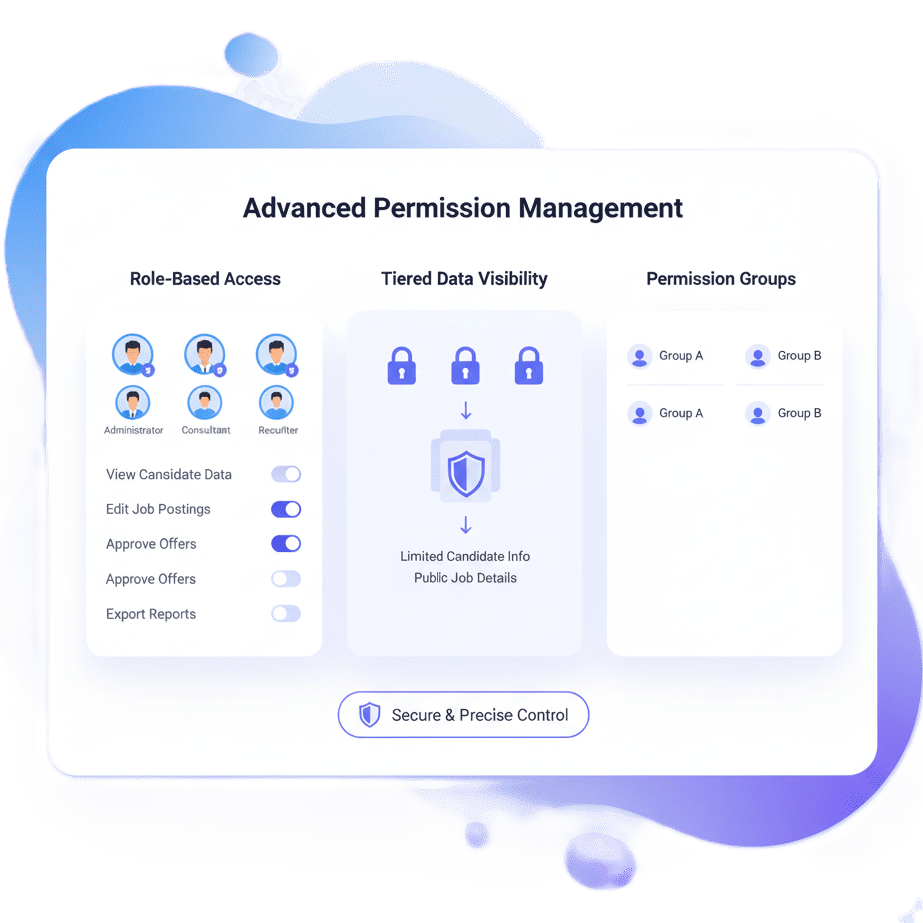 Advanced Permission Management
Role-Based Access
Administrator Consultant Recuflter
View Cansidate Data
Edit Job Postings
Approve Offers
Approve Offers
Export Reports
Tiered Data Visibility
Limited Candidate Info
Public Job Details
Permission Groups
Group A Group B
Group A Group B
Secure & Precise Control